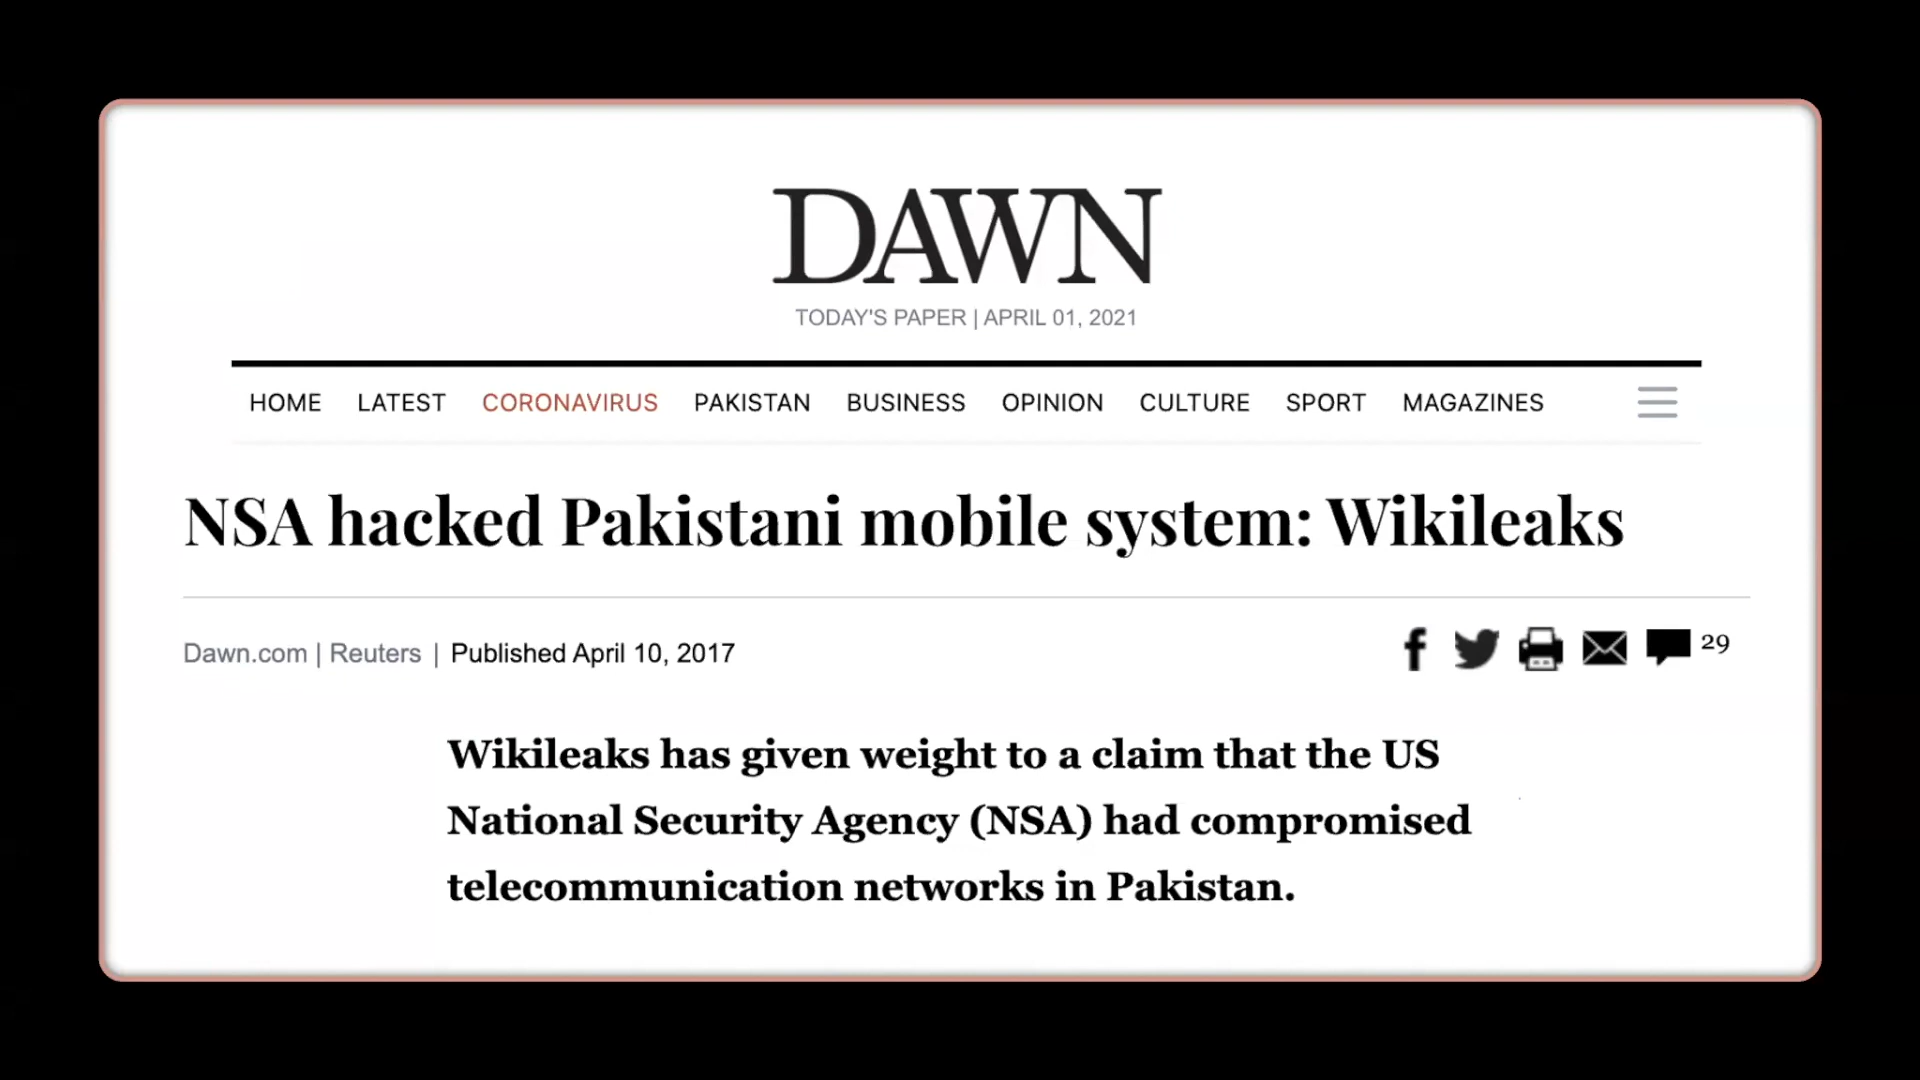 DAWN
TODAY'S PAPER | APRIL 01, 2021
HOME LATEST CORONAVIRUS PAKISTAN BUSINESS OPINION CULTURE SPORT MAGAZINES
NSA hacked Pakistani mobile system: Wikileaks
Dawn.com | Reuters | Published April 10, 2017
29
Wikileaks has given weight to a claim that the US
National Security Agency (NSA) had compromised
telecommunication networks in Pakistan.